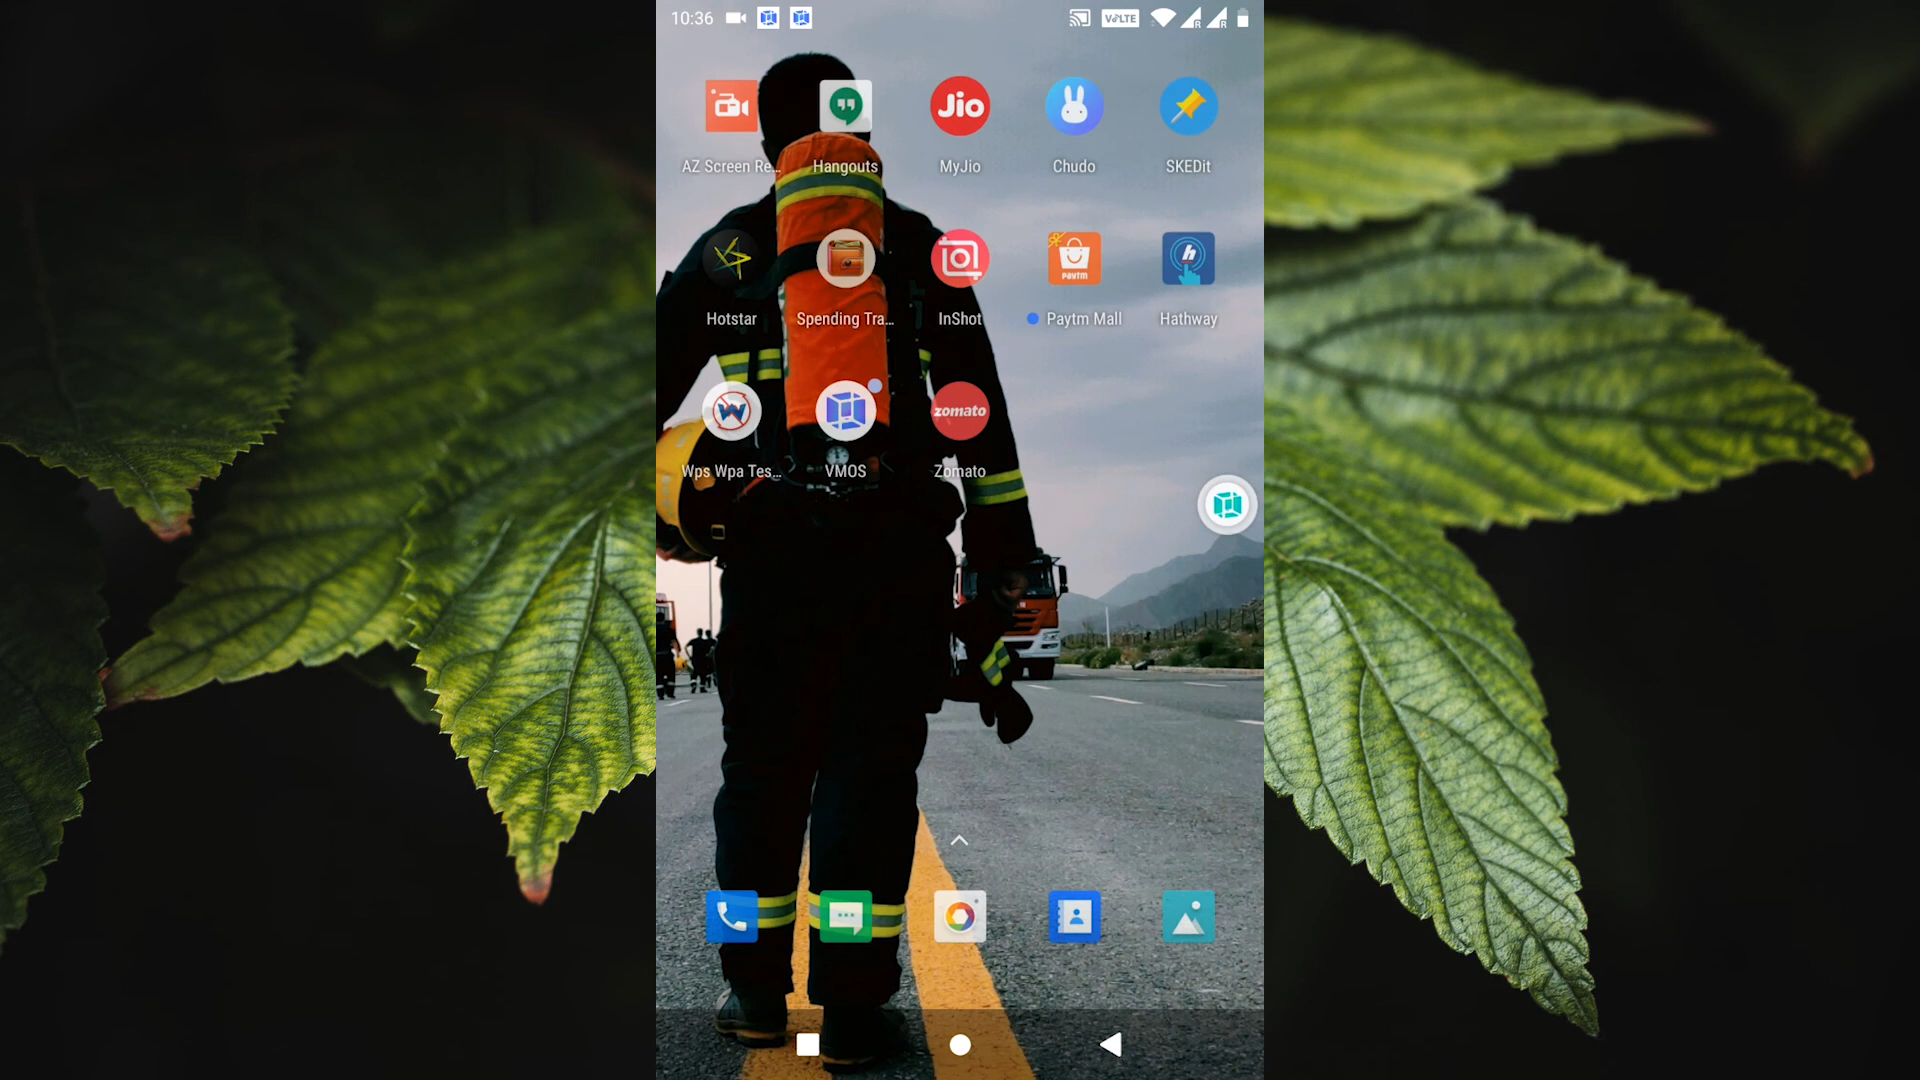 10:36
VoLTE
R
R
Jio
AZ Screen Re...
Hangouts
MyJio
Chudo
SKEDit
PAYTM
h
Hotstar
Spending Tra...
InShot
Paytm Mall
Hathway
W
zomato
Wps Wpa Tes...
VMOS
Zomato